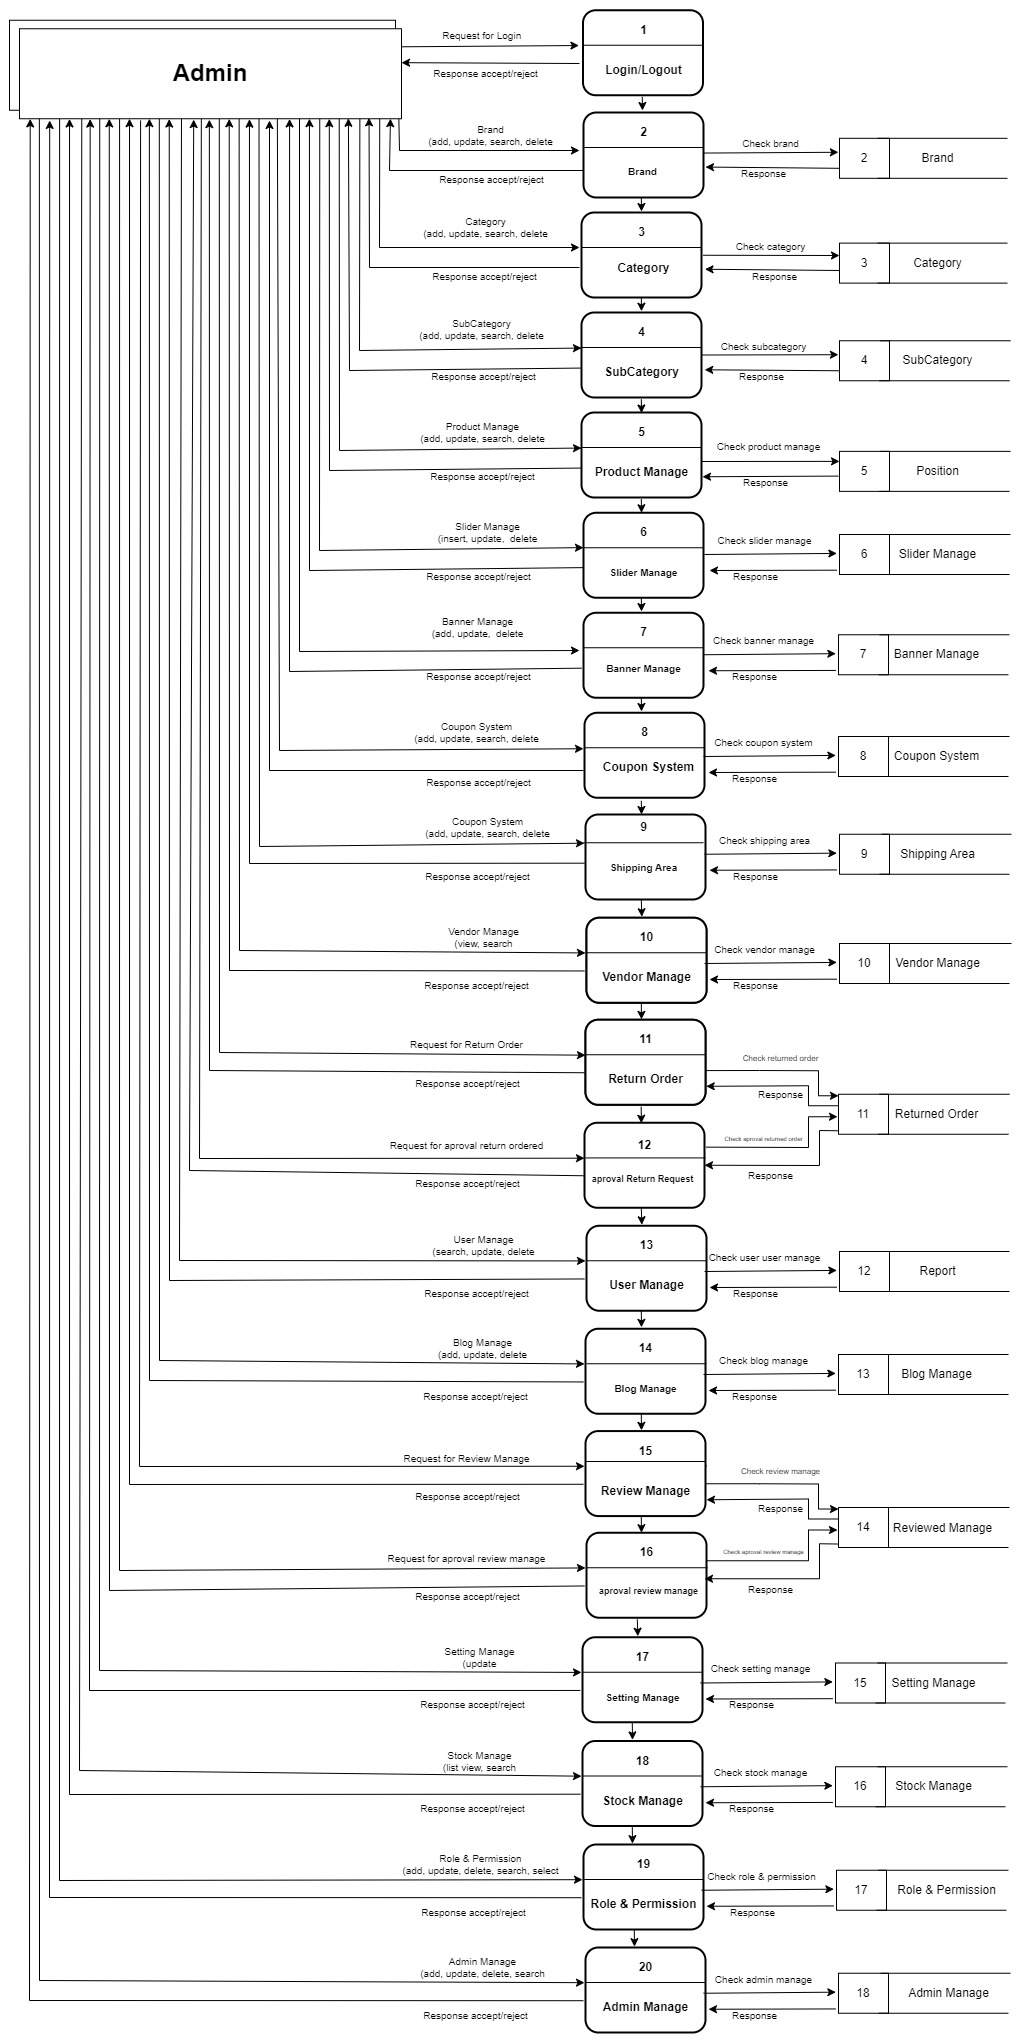 Admin
Request for Login
Response accept/reject
1
Login/Logout
Brand
(add, update, search, delete
Response accept/reject
2
Brand
Check brand
Response
2
Brand
Category
(add, update, search, delete
Response accept/reject
3
Category
Check category
Response
3
Category
SubCategory
(add, update, search, delete
Response accept/reject
4
SubCategory
Check subcategory
Response
4
SubCategory
Product Manage
(add, update, search, delete
Response accept/reject
5
Product Manage
Check product manage
Response
5
Position
Slider Manage
(insert, update, delete
Response accept/reject
6
Slider Manage
Check slider manage
Response
6
Slider Manage
Banner Manage
(add, update, delete
Response accept/reject
7
Banner Manage
Check banner manage
Response
7
Banner Manage
Coupon System
(add, update, search, delete
Response accept/reject
8
Coupon System
Check coupon system
Response
8
Coupon System
Coupon System
(add, update, search, delete
Response accept/reject
9
Shipping Area
Check shipping area
Response
9
Shipping Area
Vendor Manage
(view, search
Response accept/reject
10
Vendor Manage
Check vendor manage
Response
10
Vendor Manage
Request for Return Order
Response accept/reject
11
Return Order
Check returned order
Response
11
Returned Order
Request for aproval return ordered
Response accept/reject
12
aproval Return Request
Check aproval returned order
Response
User Manage
(search, update, delete
Response accept/reject
13
User Manage
Check user user manage
Response
12
Report
Blog Manage
(add, update, delete
Response accept/reject
14
Blog Manage
Check blog manage
Response
13
Blog Manage
Request for Review Manage
Response accept/reject
15
Review Manage
Check review manage
Response
14
Reviewed Manage
Request for aproval review manage
Response accept/reject
16
aproval review manage
Check aproval review manage
Response
Setting Manage
(update
Response accept/reject
17
Setting Manage
Check setting manage
Response
15
Setting Manage
Stock Manage
(list view, search
Response accept/reject
18
Stock Manage
Check stock manage
Response
16
Stock Manage
Role & Permission
(add, update, delete, search, select
Response accept/reject
19
Role & Permission
Check role & permission
Response
17
Role & Permission
Admin Manage
(add, update, delete, search
Response accept/reject
20
Admin Manage
Check admin manage
Response
18
Admin Manage